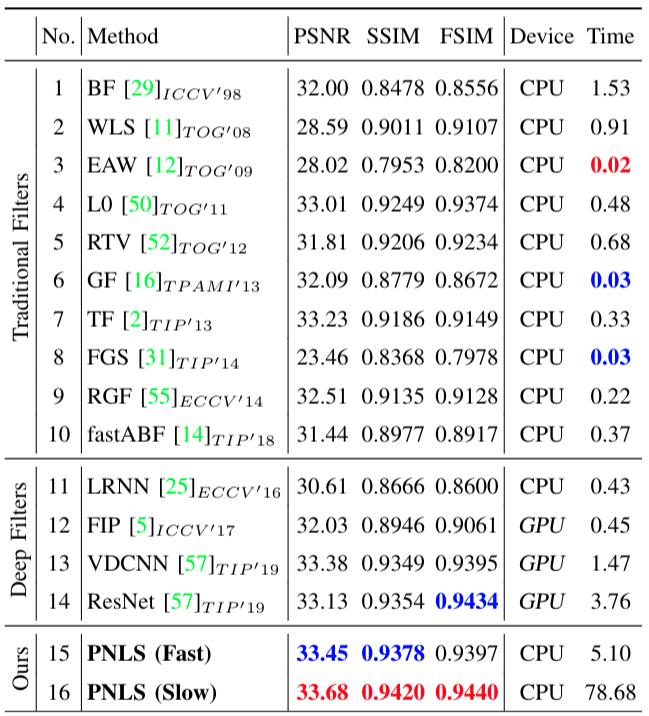 No. Method PSNR SSIM FSIM Device Time
Traditional Filters
1 BF [29]ICCV'98 32.00 0.8478 0.8556 CPU 1.53
2 WLS [11]TOG'08 28.59 0.9011 0.9107 CPU 0.91
3 EAW [12]TOG'09 28.02 0.7953 0.8200 CPU 0.02
4 L0 [50]TOG'11 33.01 0.9249 0.9374 CPU 0.48
5 RTV [52]TOG'12 31.81 0.9206 0.9234 CPU 0.68
6 GF [16]TPAMI'13 32.09 0.8779 0.8672 CPU 0.03
7 TF [2]TIP'13 33.23 0.9186 0.9149 CPU 0.33
8 FGS [31]TIP'14 23.46 0.8368 0.7978 CPU 0.03
9 RGF [55]ECCV'14 32.51 0.9135 0.9128 CPU 0.22
10 fastABF [14]TIP'18 31.44 0.8977 0.8917 CPU 0.37
Deep Filters
11 LRNN [25]ECCV'16 30.61 0.8666 0.8600 CPU 0.43
12 FIP [5]ICCV'17 32.03 0.8946 0.9061 GPU 0.45
13 VDCNN [57]TIP'19 33.38 0.9349 0.9395 GPU 1.47
14 ResNet [57]TIP'19 33.13 0.9354 0.9434 GPU 3.76
Ours
15 PNLS (Fast) 33.45 0.9378 0.9397 CPU 5.10
16 PNLS (Slow) 33.68 0.9420 0.9440 CPU 78.68